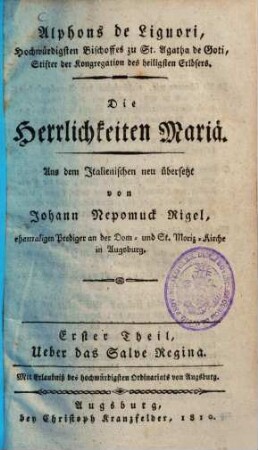 Alphons de Liguori,
Hochwürdigsten Bischoffes zu St. Agatha de Goti,
Stifter der Kongregation des heiligsten Erlösers.
Die
Herrlichkeiten Mariä.
Aus dem Italienischen neu übersetzt
von
Johann Nepomuck Rigel,
ehemaligen Prediger an der Dom- und St. Moriz-Kirche
in Augsburg.
Erster Theil,
Ueber das Salve Regina.
Mit Erlaubniß des hochwürdigsten Ordinariats von Augsburg.
Augsburg,
bey Christoph Kranzfelder, 1810.